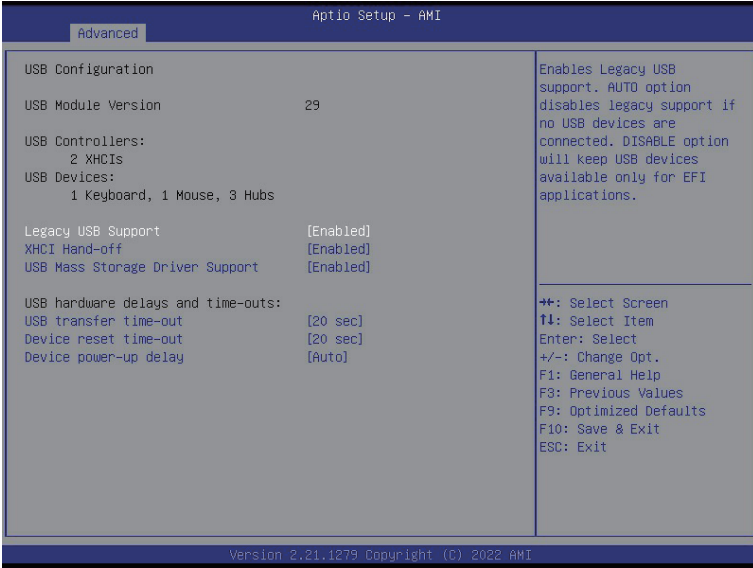 Aptio Setup – AMI
Advanced
USB Configuration
USB Module Version 29
USB Controllers:
2 XHCIs
USB Devices:
1 Keyboard, 1 Mouse, 3 Hubs
Legacy USB Support [Enabled]
XHCI Hand-off [Enabled]
USB Mass Storage Driver Support [Enabled]
USB hardware delays and time-outs:
USB transfer time-out [20 sec]
Device reset time-out [20 sec]
Device power-up delay [Auto]
Enables Legacy USB
support. AUTO option
disables legacy support if
no USB devices are
connected. DISABLE option
will keep USB devices
available only for EFI
applications.
→←: Select Screen
↑↓: Select Item
Enter: Select
+/-: Change Opt.
F1: General Help
F3: Previous Values
F9: Optimized Defaults
F10: Save & Exit
ESC: Exit
Version 2.21.1279 Copyright (C) 2022 AMI